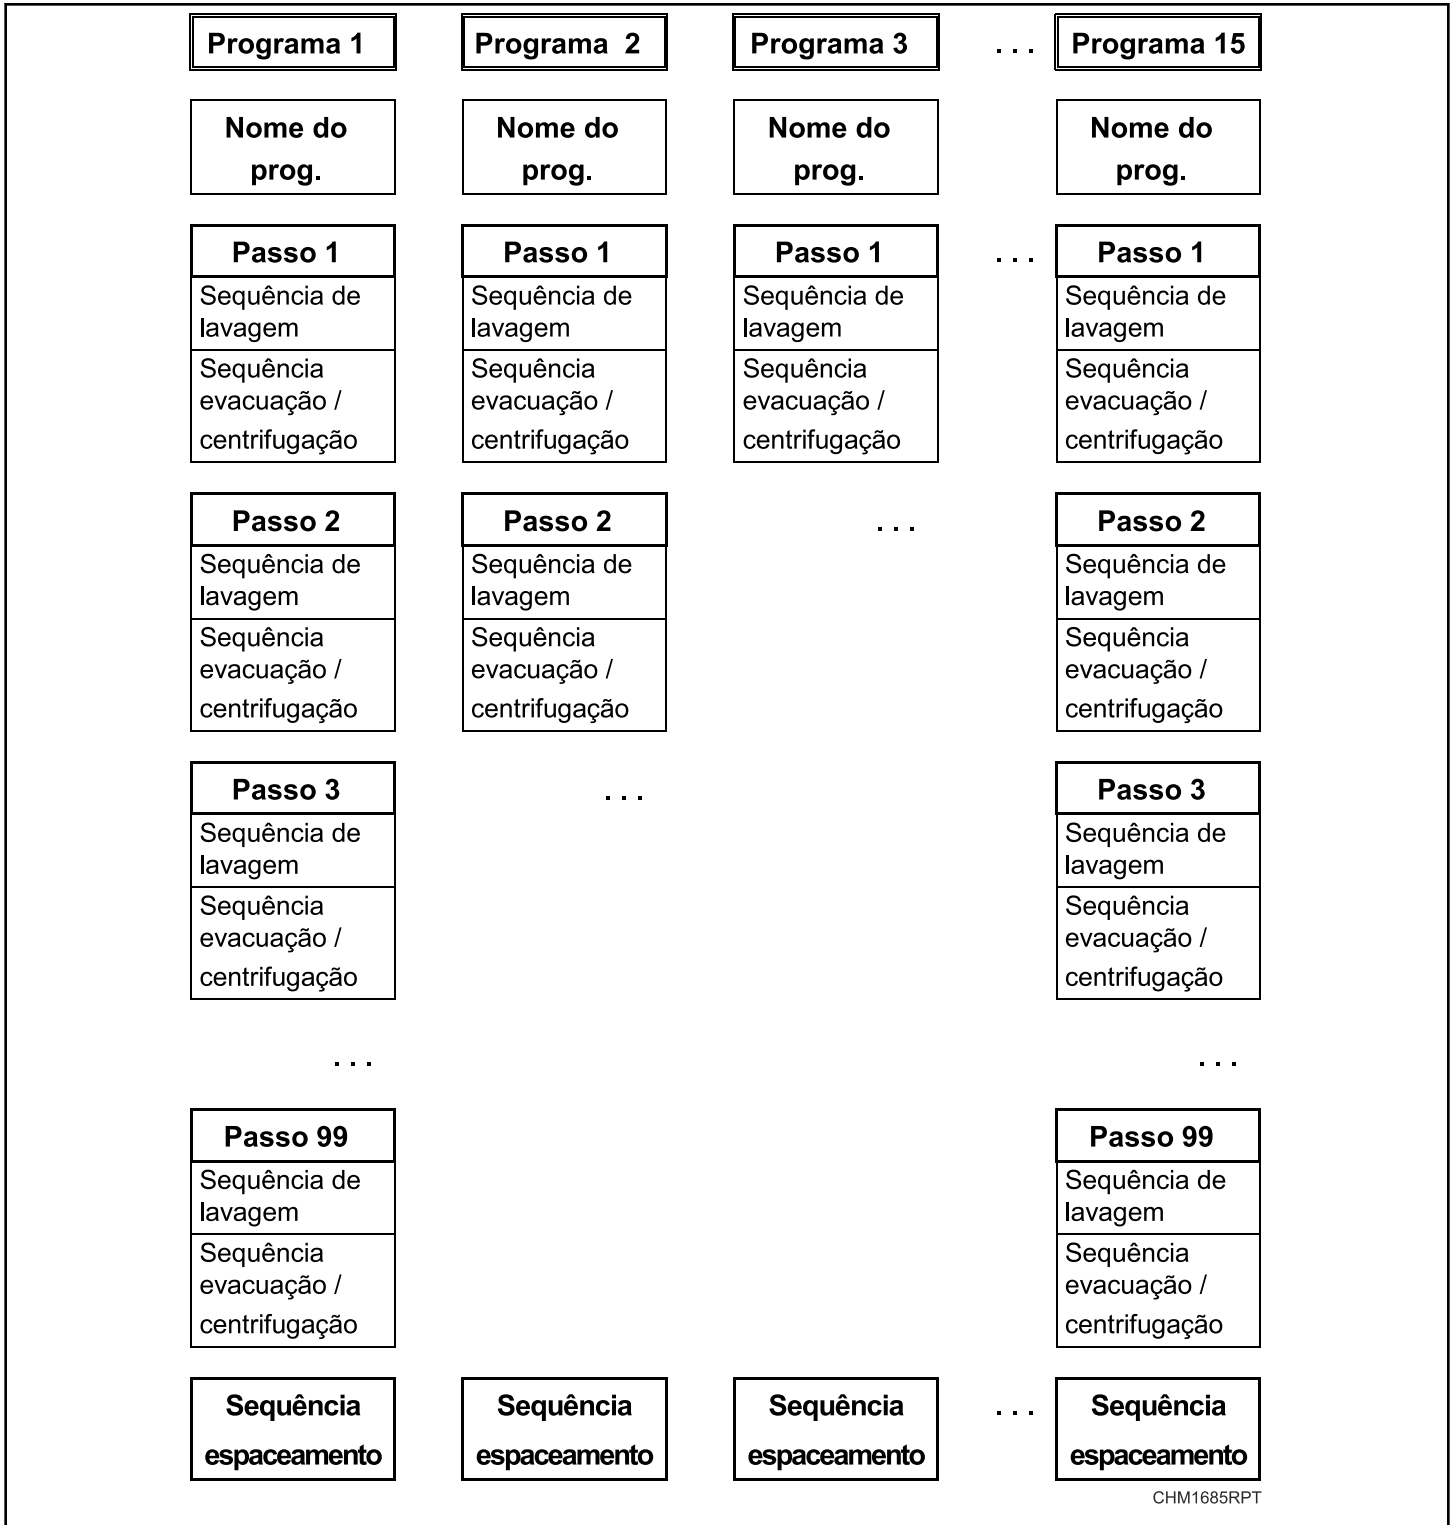 Programa 1 Programa 2 Programa 3 . . . Programa 15
Nome do Nome do Nome do Nome do
prog. prog. prog. prog.
Passo 1 Passo 1 Passo 1 . . . Passo 1
Sequência de Sequência de Sequência de Sequência de
lavagem lavagem lavagem lavagem
Sequência Sequência Sequência Sequência
evacuação / evacuação / evacuação / evacuação /
centrifugação centrifugação centrifugação centrifugação
Passo 2 Passo 2 . . . Passo 2
Sequência de Sequência de Sequência de
lavagem lavagem lavagem
Sequência Sequência Sequência
evacuação / evacuação / evacuação /
centrifugação centrifugação centrifugação
Passo 3 . . . Passo 3
Sequência de Sequência de
lavagem lavagem
Sequência Sequência
evacuação / evacuação /
centrifugação centrifugação
. . . . . .
Passo 99 Passo 99
Sequência de Sequência de
lavagem lavagem
Sequência Sequência
evacuação / evacuação /
centrifugação centrifugação
Sequência Sequência Sequência . . . Sequência
espaceamento espaceamento espaceamento espaceamento
CHM1685RPT